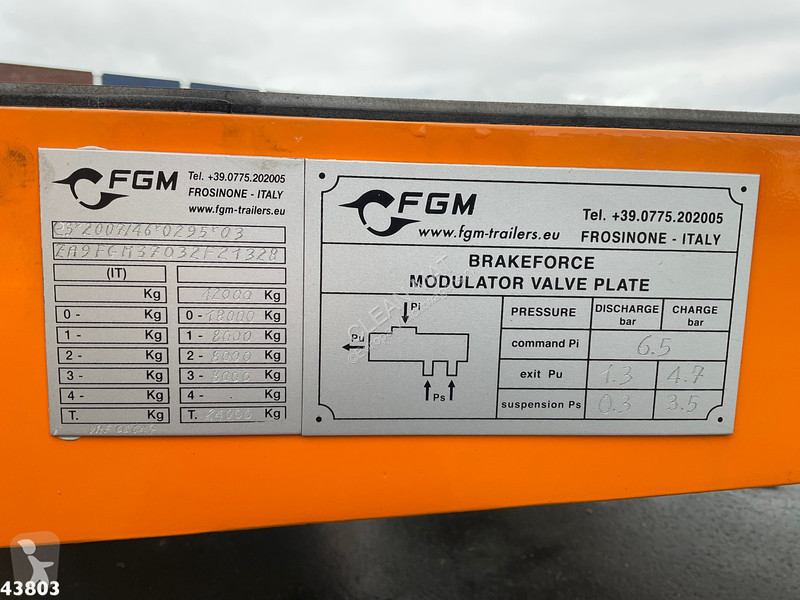 FGM
Tel. +39.0775.202005
FROSINONE - ITALY
www.fgm-trailers.eu
e3*2007/46*0295*03
ZA9FGM37032F21328
(IT)
Kg 42000 Kg
0- Kg 0- 18000 Kg
1- Kg 1- 8000 Kg
2- Kg 2- 8000 Kg
3- Kg 3- 8000 Kg
4- Kg 4- Kg
T. Kg T. 24000 Kg
FGM
www.fgm-trailers.eu
Tel. +39.0775.202005
FROSINONE - ITALY
BRAKEFORCE
MODULATOR VALVE PLATE
Pi
Pu
Ps
PRESSURE DISCHARGE bar CHARGE bar
command Pi 6.5
exit Pu 1.3 4.7
suspension Ps 0.3 3.5
43803